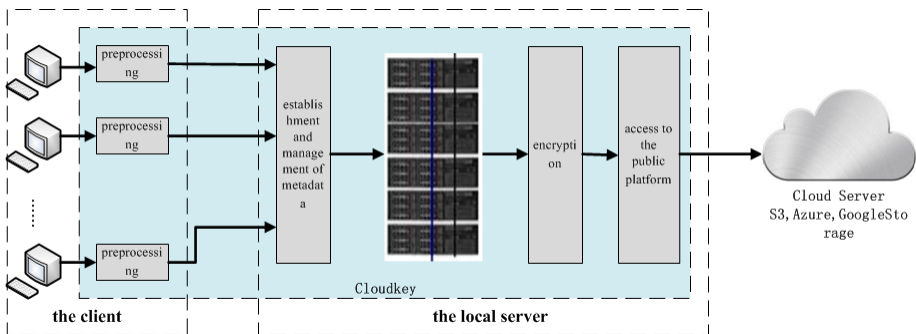 preprocessi
ng
preprocessi
ng
preprocessi
ng
establis
hment
and
manage
ment of
metadat
a
encrypti
on
access to
the
public
platform
Cloud Server
S3,Azure,GoogleSto
rage
Cloudkey
the client
the local server